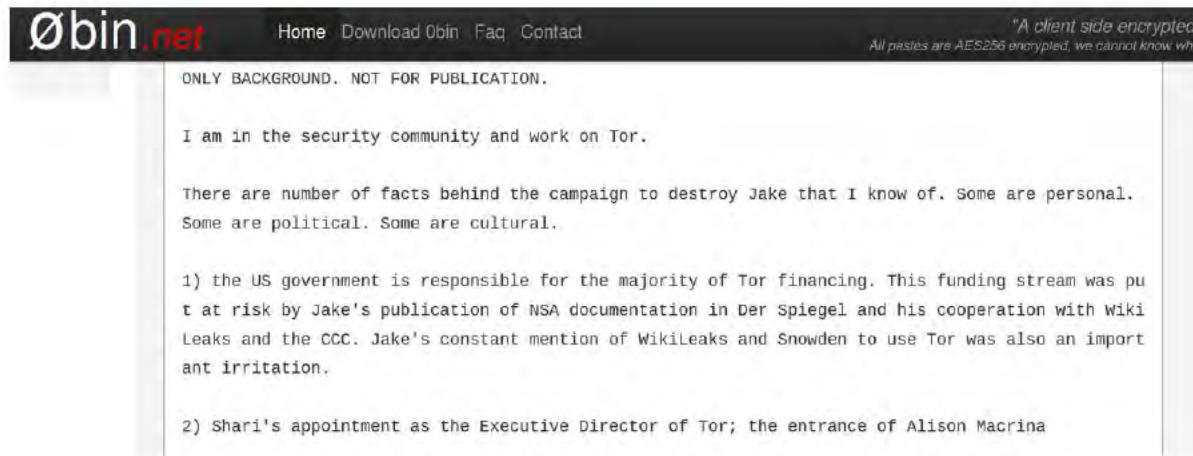 Øbin.net Home Download 0bin Faq Contact
"A client side encrypted
All pastes are AES256 encrypted, we cannot know wh
ONLY BACKGROUND. NOT FOR PUBLICATION.
I am in the security community and work on Tor.
There are number of facts behind the campaign to destroy Jake that I know of. Some are personal.
Some are political. Some are cultural.
1) the US government is responsible for the majority of Tor financing. This funding stream was pu
t at risk by Jake's publication of NSA documentation in Der Spiegel and his cooperation with Wiki
Leaks and the CCC. Jake's constant mention of WikiLeaks and Snowden to use Tor was also an import
ant irritation.
2) Shari's appointment as the Executive Director of Tor; the entrance of Alison Macrina